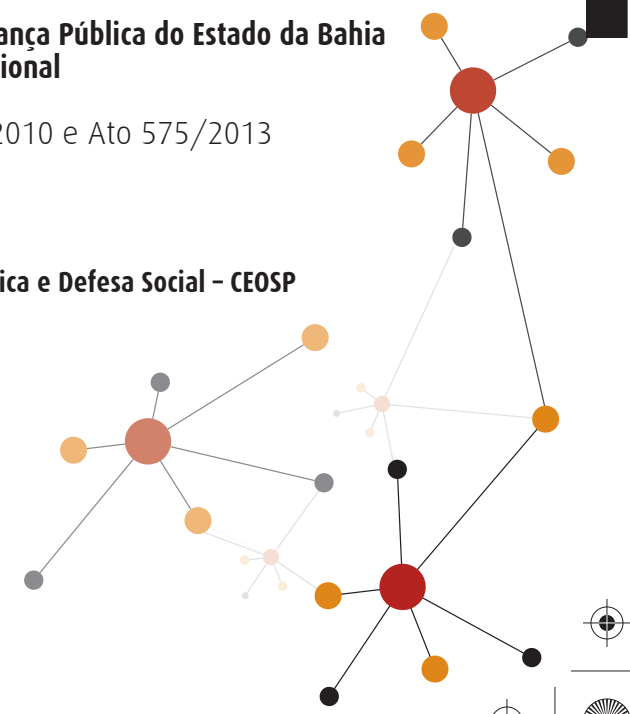 ança Pública do Estado da Bahia
ional
2010 e Ato 575/2013
ica e Defesa Social – CEOSP